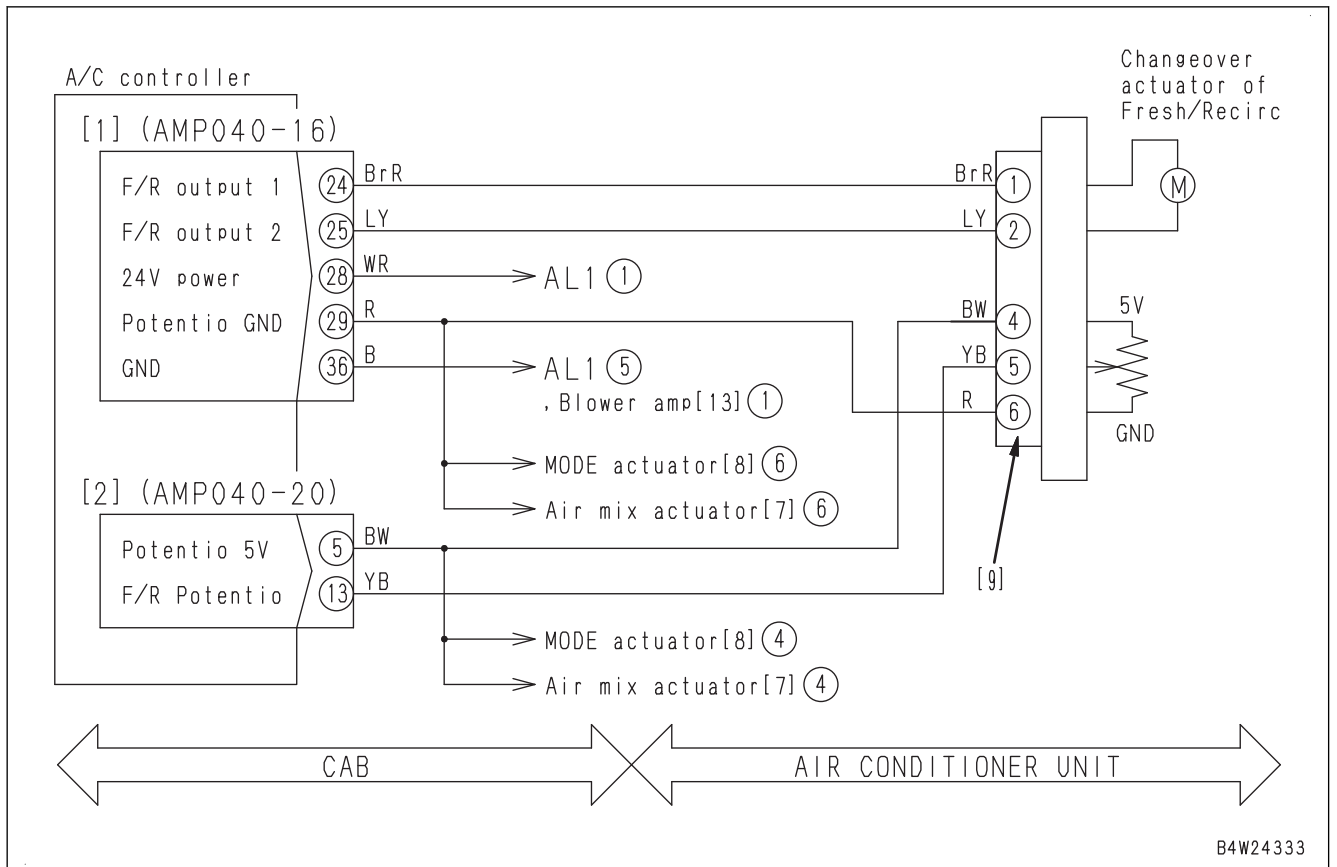 A/C controller
Changeover
actuator of
Fresh/Recirc
[1] (AMP040-16)
F/R output 1 24 BrR BrR 1 M
F/R output 2 25 LY LY 2
24V power 28 WR AL1 1
Potentio GND 29 R BW 4 5V
GND 36 B AL1 5 YB 5
, Blower amp[13] 1 R 6
GND
MODE actuator[8] 6
[2] (AMP040-20)
Air mix actuator[7] 6
Potentio 5V 5 BW
[9]
F/R Potentio 13 YB
MODE actuator[8] 4
Air mix actuator[7] 4
CAB AIR CONDITIONER UNIT
B4W24333